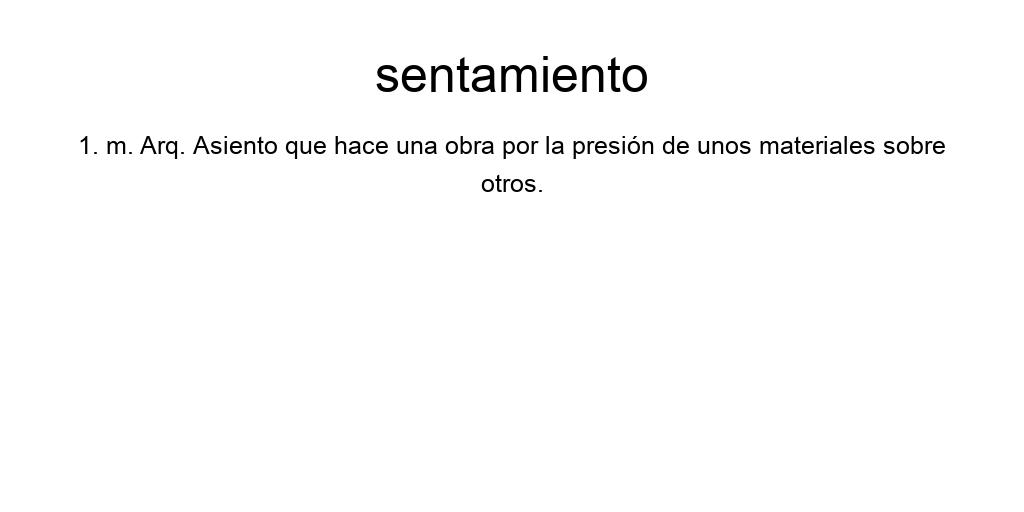 sentamiento
1. m. Arq. Asiento que hace una obra por la presión de unos materiales sobre
otros.